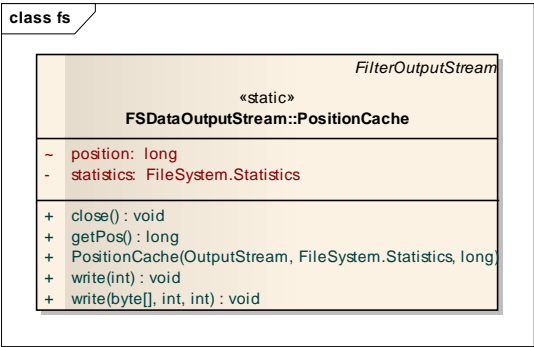 class fs
FilterOutputStream
«static»
FSDataOutputStream::PositionCache
~ position: long
- statistics: FileSystem.Statistics
+ close() : void
+ getPos() : long
+ PositionCache(OutputStream, FileSystem.Statistics, long)
+ write(int) : void
+ write(byte[], int, int) : void